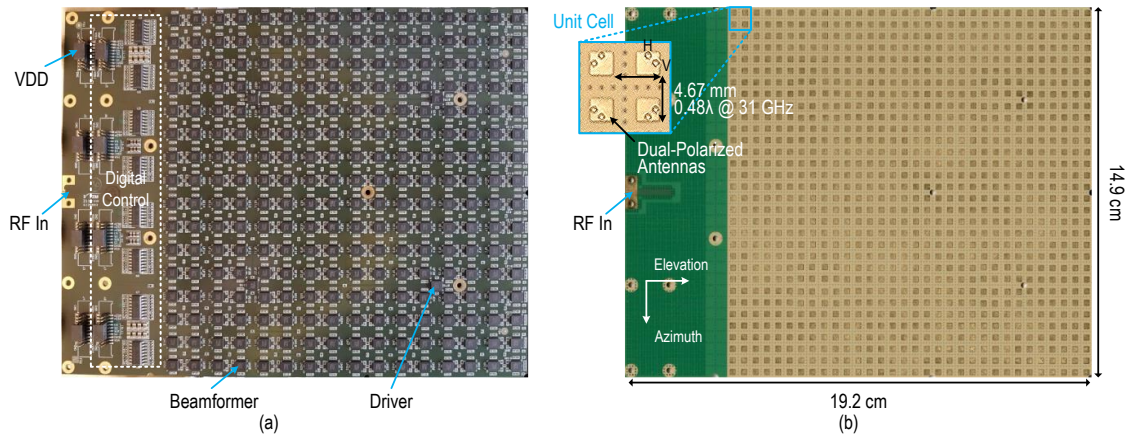 VDD
Digital
Control
RF In
Beamformer
Driver
(a)
Unit Cell
H
V
4.67 mm
0.48λ @ 31 GHz
Dual-Polarized
Antennas
RF In
Elevation
Azimuth
14.9 cm
19.2 cm
(b)